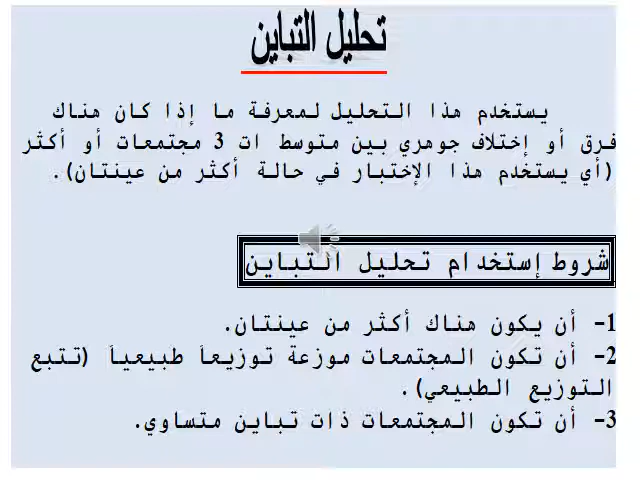 تحليل التباين
يستخدم هذا التحليل لمعرفة ما إذا كان هناك
فرق أو إختلاف جوهري بين متوسط ات 3 مجتمعات أو أكثر
(أي يستخدم هذا الإختبار في حالة أكثر من عينتان).
شروط إستخدام تحليل التباين
1- أن يكون هناك أكثر من عينتان.
2- أن تكون المجتمعات موزعة توزيعاً طبيعياً (تتبع
التوزيع الطبيعي).
3- أن تكون المجتمعات ذات تباين متساوي.